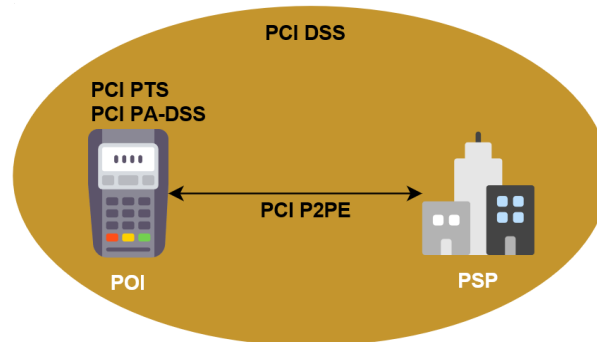 PCI DSS
PCI PTS
PCI PA-DSS
PCI P2PE
POI
PSP